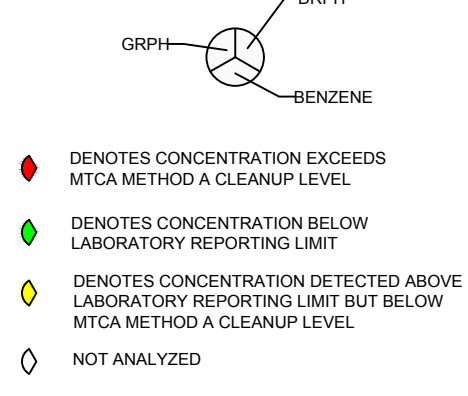 GRPH
BENZENE
DENOTES CONCENTRATION EXCEEDS
MTCA METHOD A CLEANUP LEVEL
DENOTES CONCENTRATION BELOW
LABORATORY REPORTING LIMIT
DENOTES CONCENTRATION DETECTED ABOVE
LABORATORY REPORTING LIMIT BUT BELOW
MTCA METHOD A CLEANUP LEVEL
NOT ANALYZED